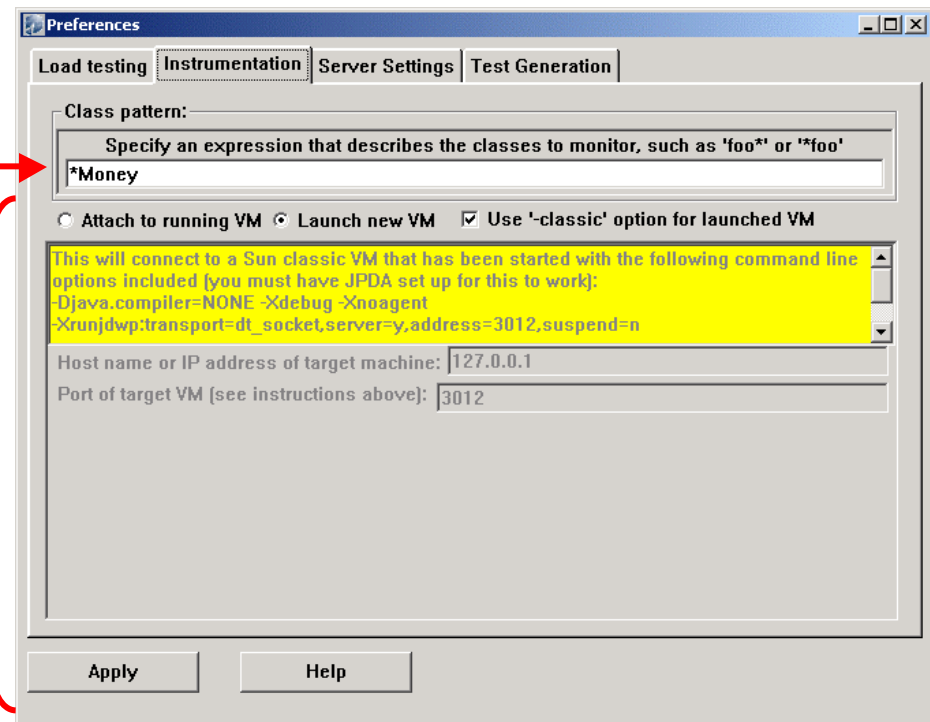 Preferences
Load testing Instrumentation Server Settings Test Generation
Class pattern:
Specify an expression that describes the classes to monitor, such as 'foo*' or '*foo'
*Money
Attach to running VM Launch new VM Use '-classic' option for launched VM
This will connect to a Sun classic VM that has been started with the following command line
options included (you must have JPDA set up for this to work):
-Djava.compiler=NONE -Xdebug -Xnoagent
-Xrunjdwp:transport=dt_socket,server=y,address=3012,suspend=n
Host name or IP address of target machine: 127.0.0.1
Port of target VM (see instructions above): 3012
Apply Help